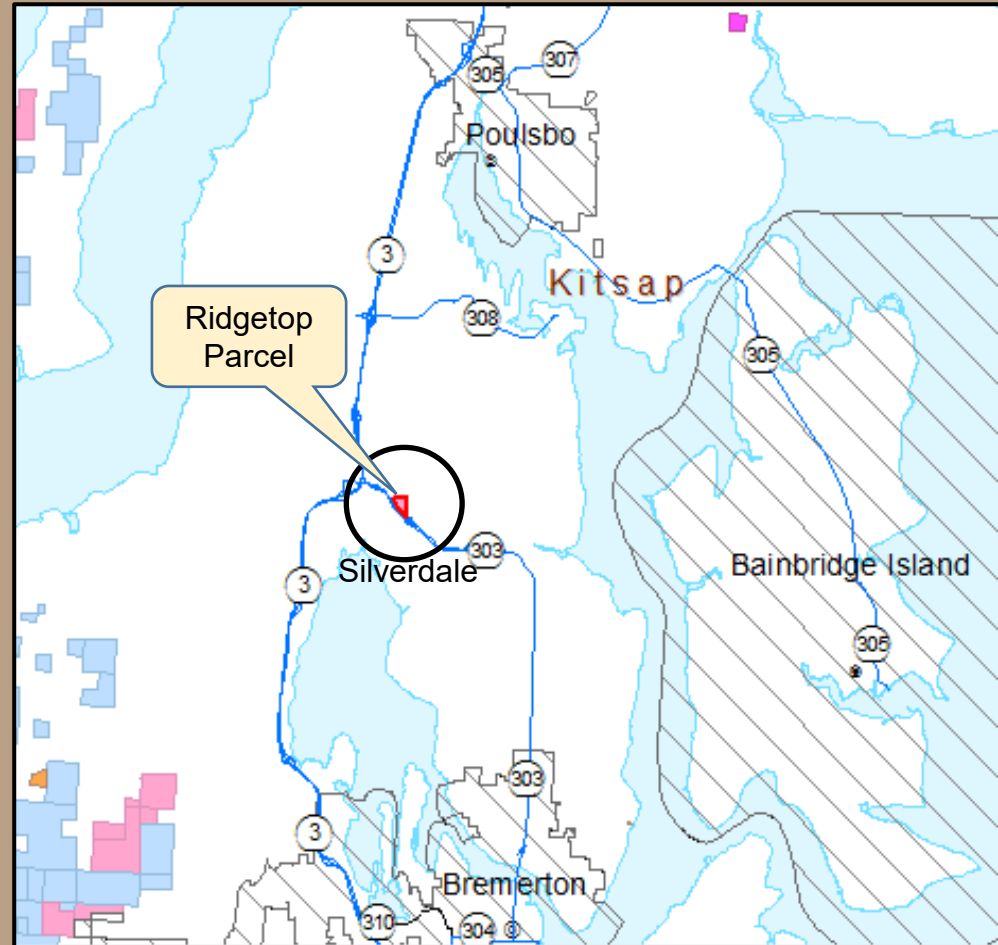 305
307
Poulsbo
3
Kitsap
Ridgetop
Parcel
308
305
303
Silverdale
3
Bainbridge Island
305
303
3
Bremerton
310
304